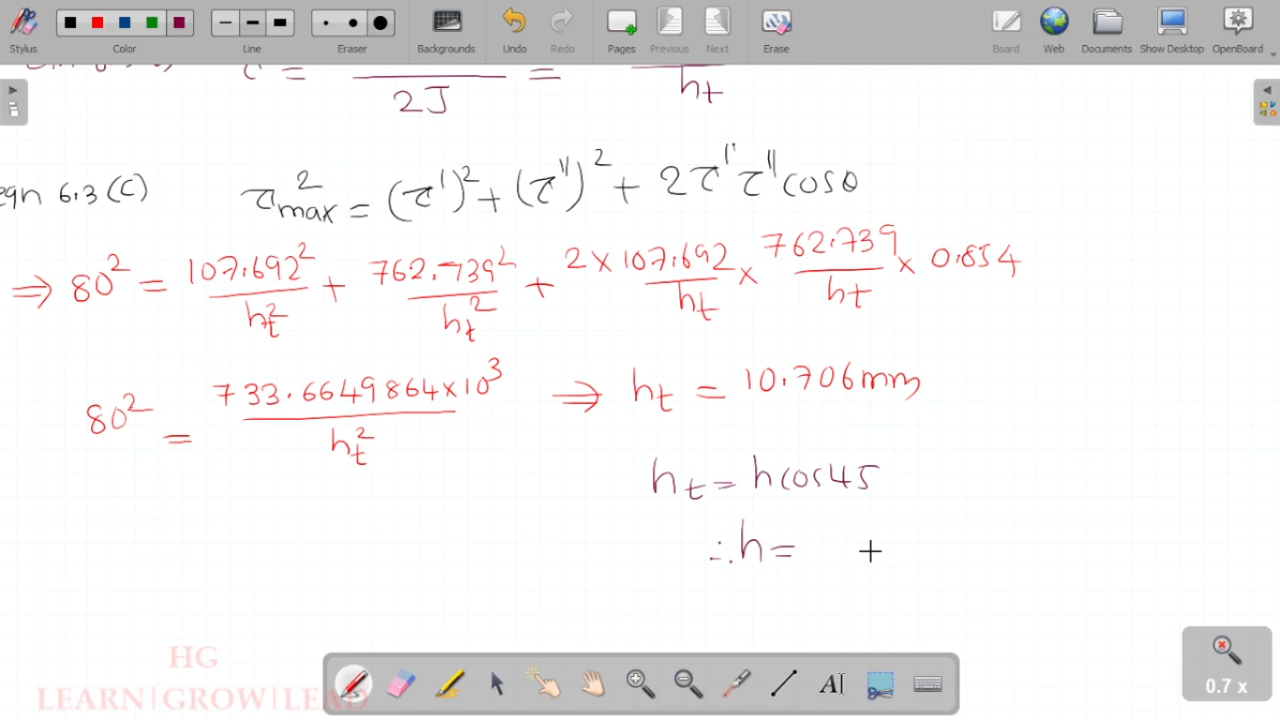 Stylus Color Line Eraser Backgrounds Undo Redo Pages Previous Next Erase Board Web Documents Show Desktop OpenBoard
τ = =
2J ht
eqn 6.3(c) τ²max = (τ')² + (τ'')² + 2τ'τ''cosθ
⇒ 80² = 107.692²/ht² + 762.739²/ht² + 2×107.692/ht × 762.739/ht × 0.854
80² = 733.6649864×10³/ht² ⇒ ht = 10.706mm
ht = hcos45
∴h =
HG
LEARN|GROW|LEAD
AI
0.7 x